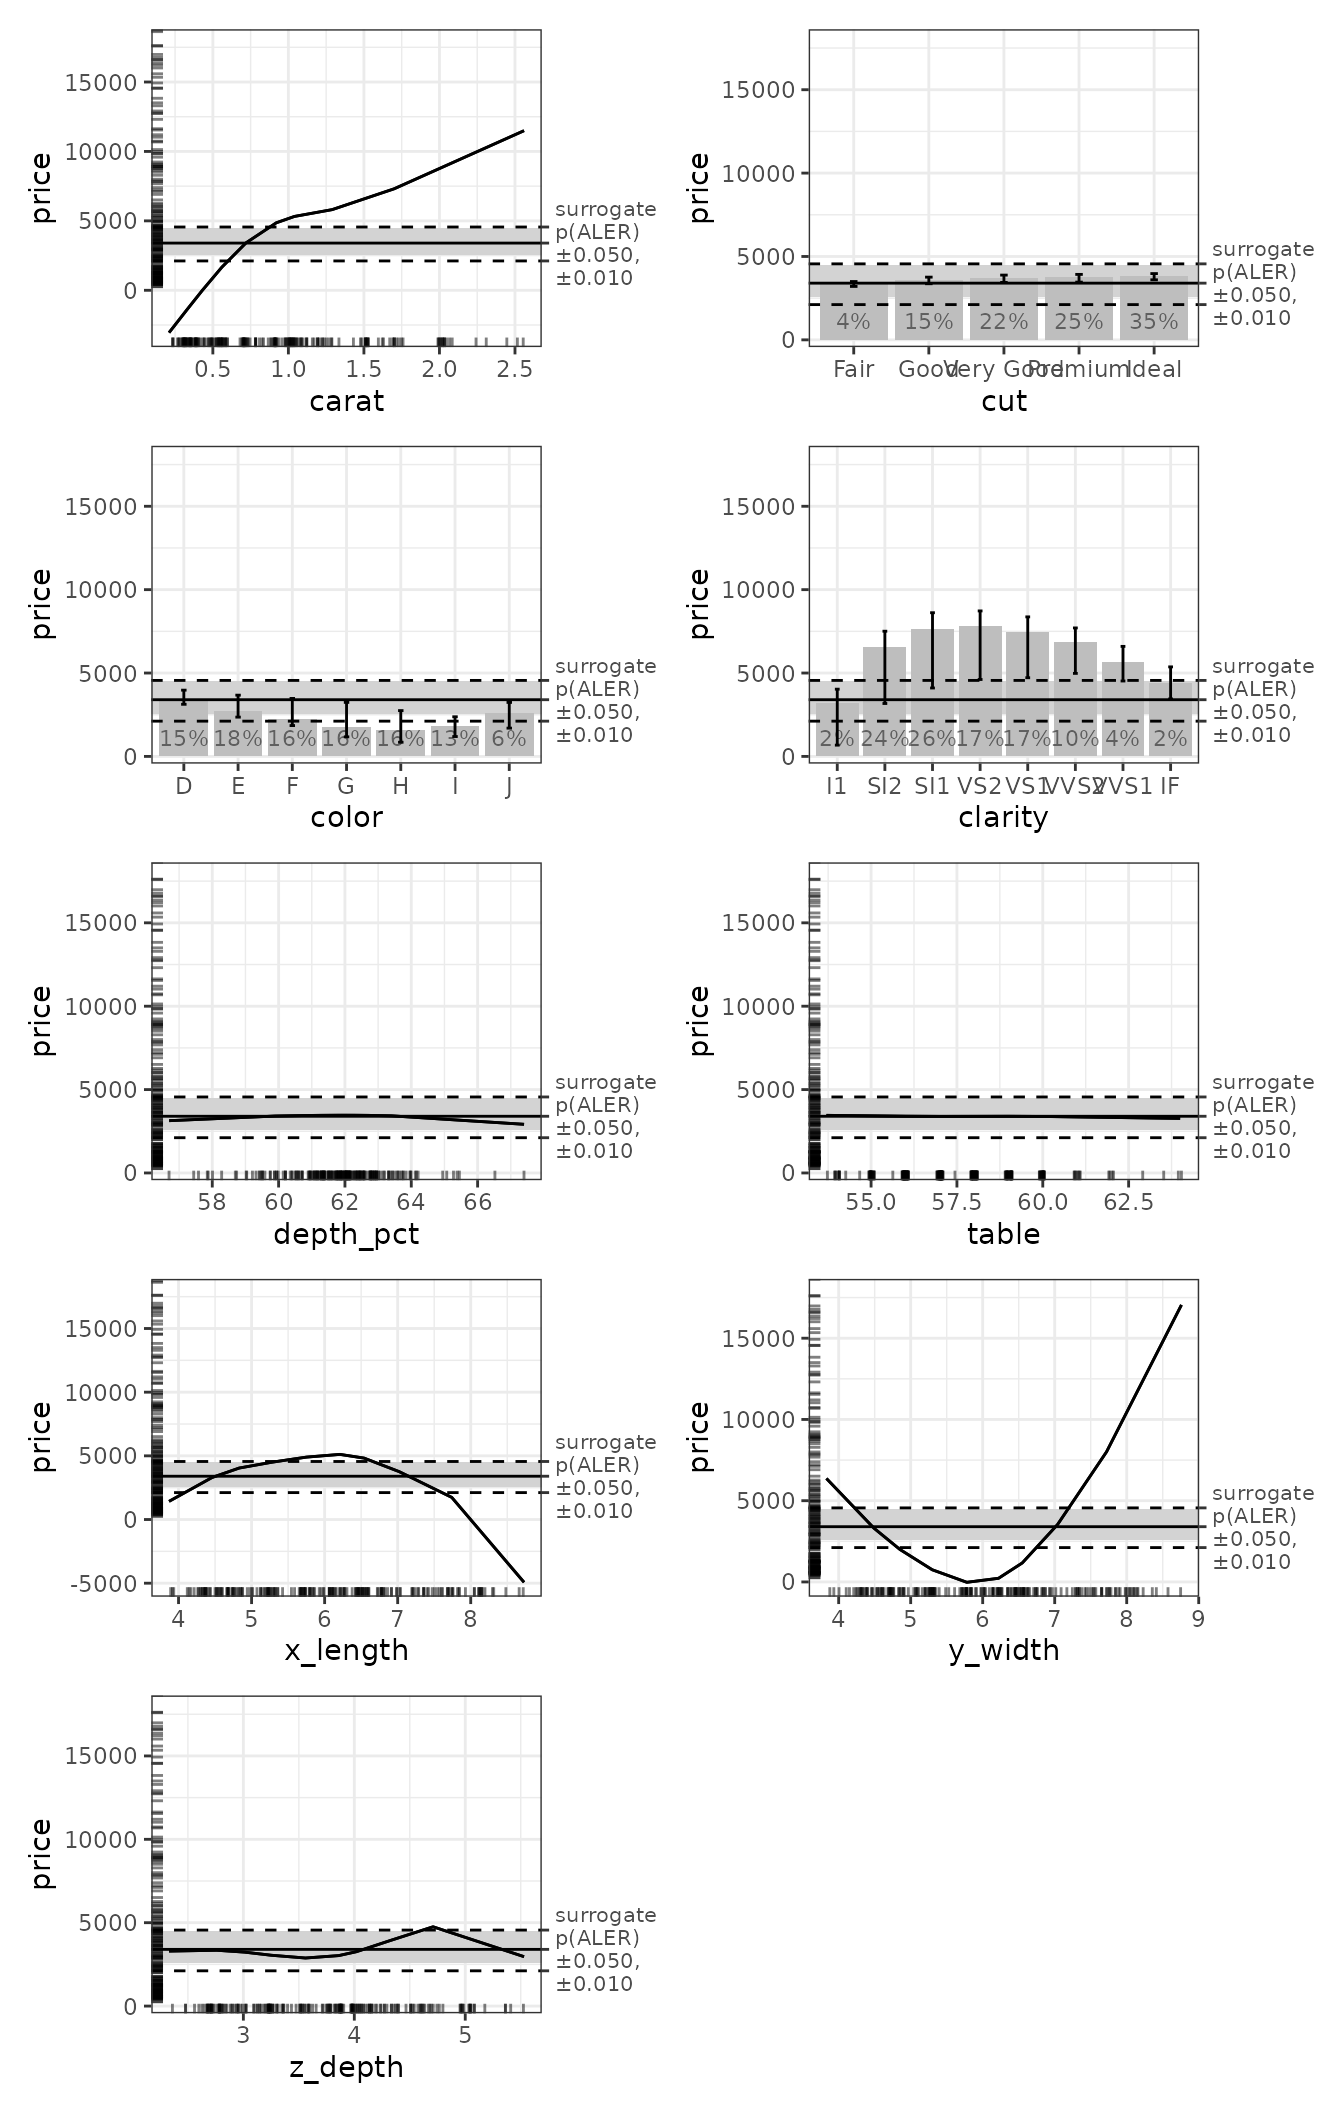 15000
10000
5000
0
price
0.5 1.0 1.5 2.0 2.5
carat
surrogate
p(ALER)
±0.050,
±0.010
15000
10000
5000
0
price
4% 15% 22% 25% 35%
Fair Good Very Good Premium Ideal
cut
surrogate
p(ALER)
±0.050,
±0.010
15000
10000
5000
0
price
15% 18% 16% 16% 16% 13% 6%
D E F G H I J
color
surrogate
p(ALER)
±0.050,
±0.010
15000
10000
5000
0
price
2% 24% 26% 17% 17% 10% 4% 2%
I1 SI2 SI1 VS2 VS1 VVS2 VVS1 IF
clarity
surrogate
p(ALER)
±0.050,
±0.010
15000
10000
5000
0
price
58 60 62 64 66
depth_pct
surrogate
p(ALER)
±0.050,
±0.010
15000
10000
5000
0
price
55.0 57.5 60.0 62.5
table
surrogate
p(ALER)
±0.050,
±0.010
15000
10000
5000
0
-5000
price
4 5 6 7 8
x_length
surrogate
p(ALER)
±0.050,
±0.010
15000
10000
5000
0
price
4 5 6 7 8 9
y_width
surrogate
p(ALER)
±0.050,
±0.010
15000
10000
5000
0
price
3 4 5
z_depth
surrogate
p(ALER)
±0.050,
±0.010